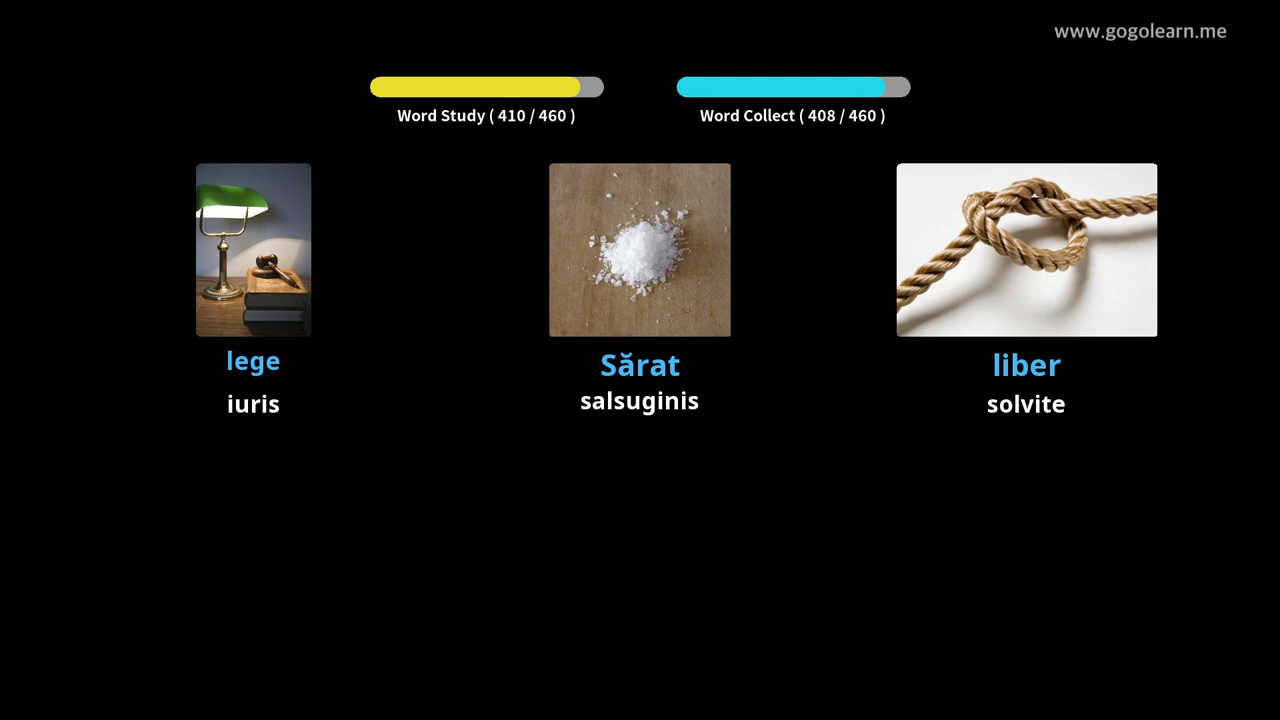 www.gogolearn.me
Word Study ( 410 / 460 )
Word Collect ( 408 / 460 )
lege
iuris
Sărat
salsuginis
liber
solvite